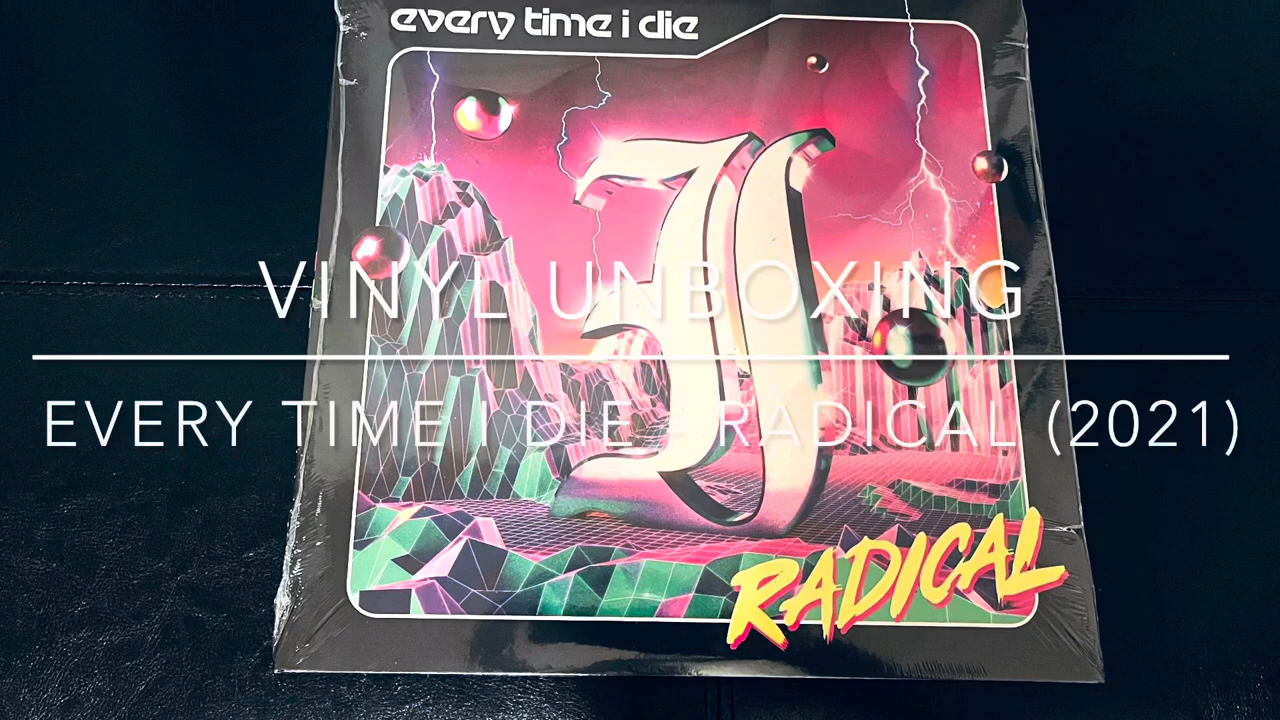 every time i die
VINYL UNBOXING
EVERY TIME I DIE - RADICAL (2021)
RADICAL